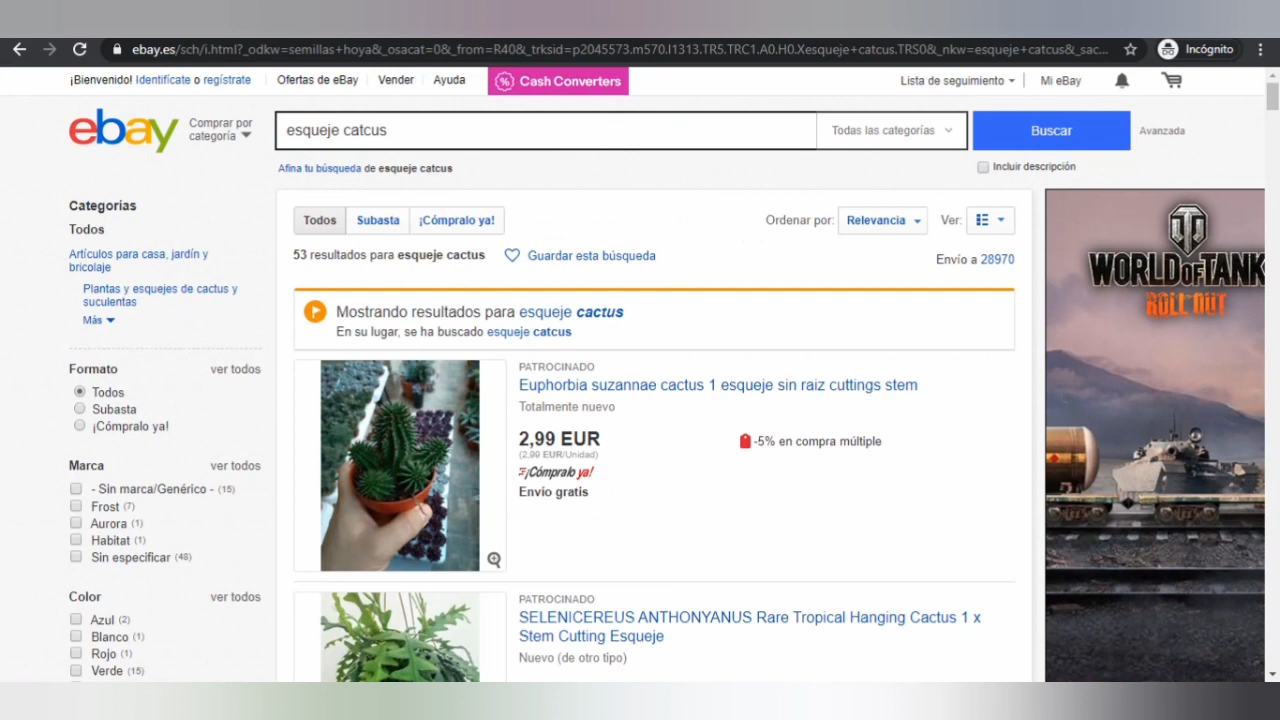 ebay.es/sch/i.html?_odkw=semillas+hoya&_osacat=0&_from=R40&_trksid=p2045573.m570.l1313.TR5.TRC1.A0.H0.Xesqueje+catcus.TRS0&_nkw=esqueje+catcus&_sac...
Incógnito
¡Bienvenido! Identifícate o regístrate
Ofertas de eBay
Vender
Ayuda
Cash Converters
Lista de seguimiento
Mi eBay
ebay
Comprar por
categoría
esqueje catcus
Todas las categorías
Buscar
Avanzada
Afina tu búsqueda de esqueje catcus
Incluir descripción
Categorías
Todos
Artículos para casa, jardín y
bricolaje
Plantas y esquejes de cactus y
suculentas
Más
Formato ver todos
Todos
Subasta
¡Cómpralo ya!
Marca ver todos
- Sin marca/Genérico - (15)
Frost (7)
Aurora (1)
Habitat (1)
Sin especificar (48)
Color ver todos
Azul (2)
Blanco (1)
Rojo (1)
Verde (15)
Todos
Subasta
¡Cómpralo ya!
Ordenar por: Relevancia
Ver:
53 resultados para esqueje cactus
Guardar esta búsqueda
Envío a 28970
Mostrando resultados para esqueje cactus
En su lugar, se ha buscado esqueje catcus
PATROCINADO
Euphorbia suzannae cactus 1 esqueje sin raiz cuttings stem
Totalmente nuevo
2,99 EUR
(2,99 EUR/Unidad)
¡Cómpralo ya!
Envío gratis
-5% en compra múltiple
PATROCINADO
SELENICEREUS ANTHONYANUS Rare Tropical Hanging Cactus 1 x
Stem Cutting Esqueje
Nuevo (de otro tipo)
WORLD OF TANK
ROLL OUT